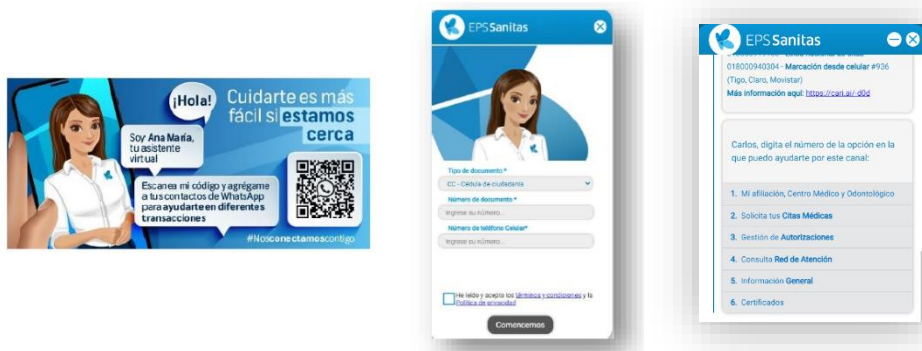 ¡Hola!
Soy Ana María,
tu asistente
virtual
Escanea mi código y agrégame
a tus contactos de WhatsApp
para ayudarte en diferentes
transacciones
Cuidarte es más
fácil si estamos
cerca
#Nosconectamoscontigo
EPS Sanitas
Tipo de documento *
CC - Cédula de ciudadanía
Número de documento *
Ingrese su número...
Número de teléfono Celular*
Ingrese su número...
He leído y acepto los términos y condiciones y la
Política de privacidad
Comencemos
EPS Sanitas
018000940304 - Marcación desde celular #936
(Tigo, Claro, Movistar)
Más información aquí: https://cari.ai/-d0d
Carlos, digita el número de la opción en la
que puedo ayudarte por este canal:
1. Mi afiliación, Centro Médico y Odontológico
2. Solicita tus Citas Médicas
3. Gestión de Autorizaciones
4. Consulta Red de Atención
5. Información General
6. Certificados